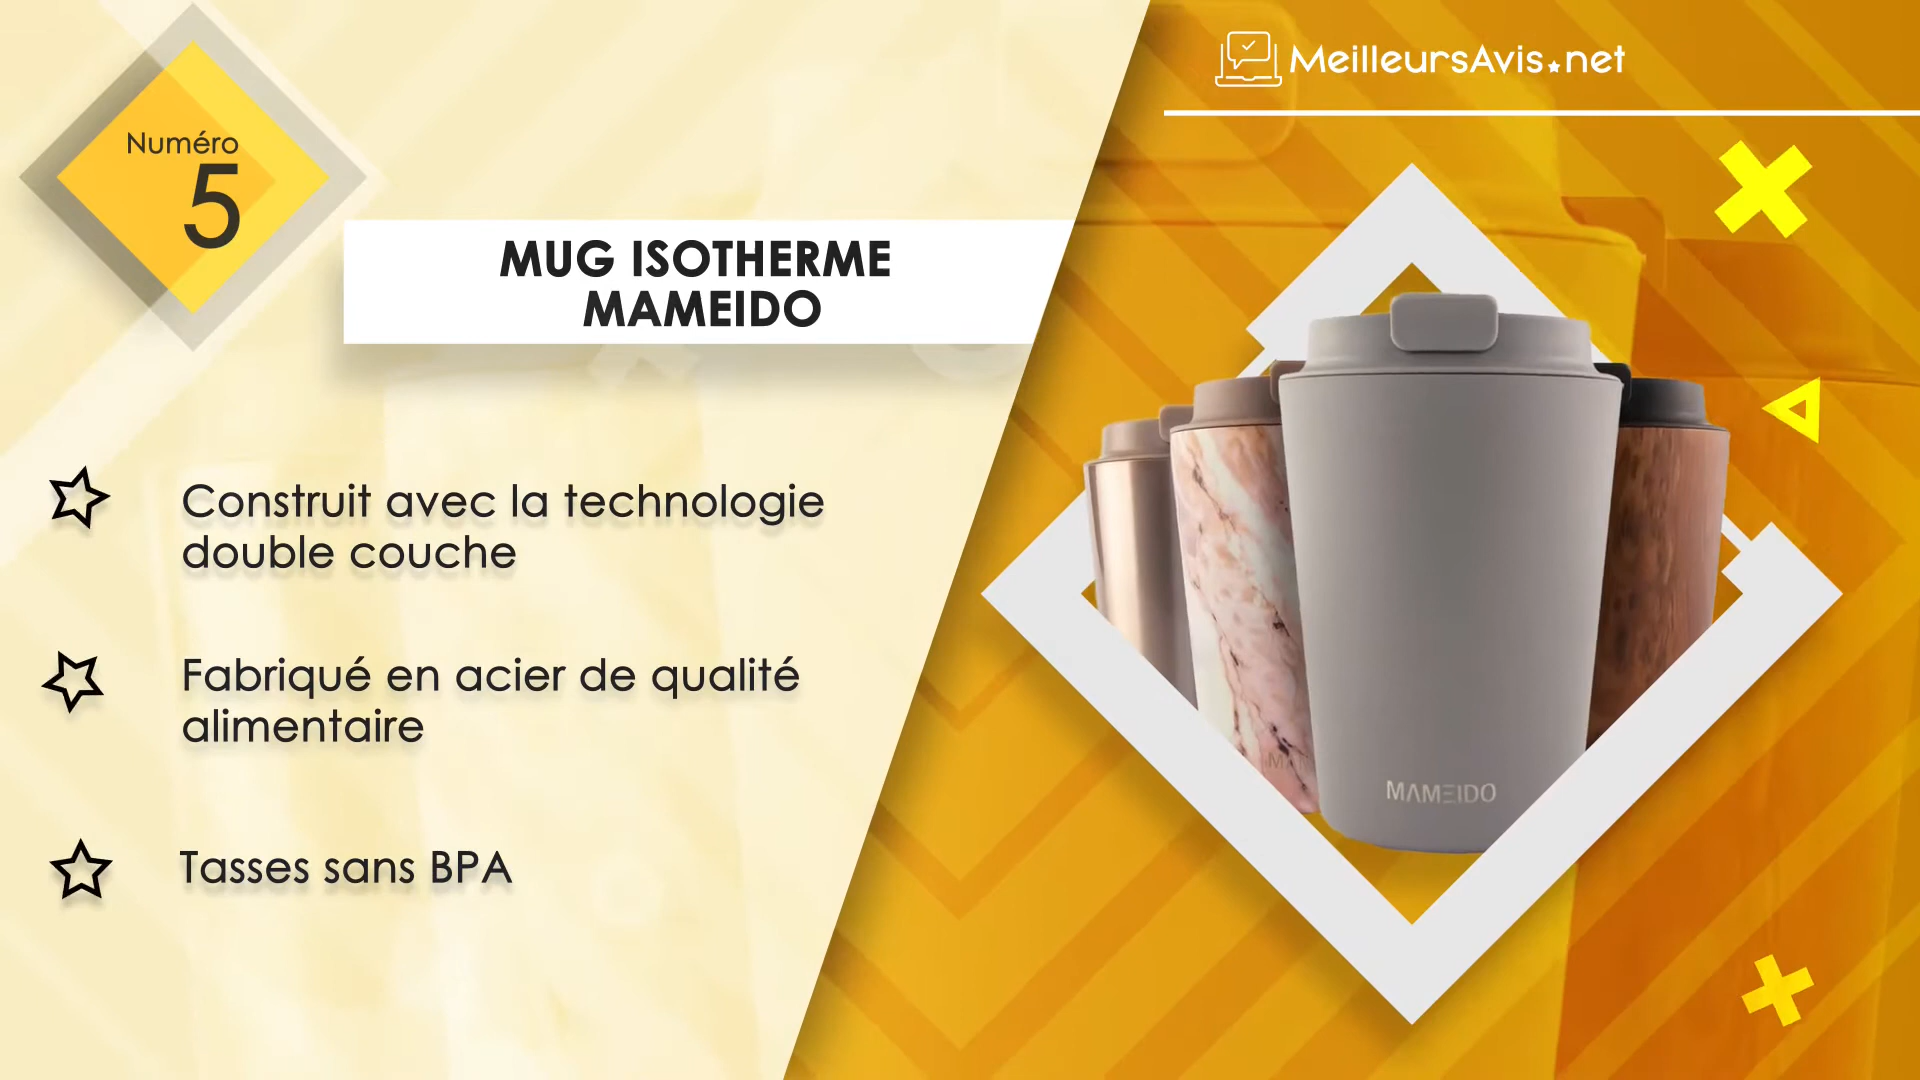 Numéro
5
MUG ISOTHERME
MAMEIDO
Construit avec la technologie
double couche
Fabriqué en acier de qualité
alimentaire
Tasses sans BPA
MeilleursAvis.net
MAMEIDO